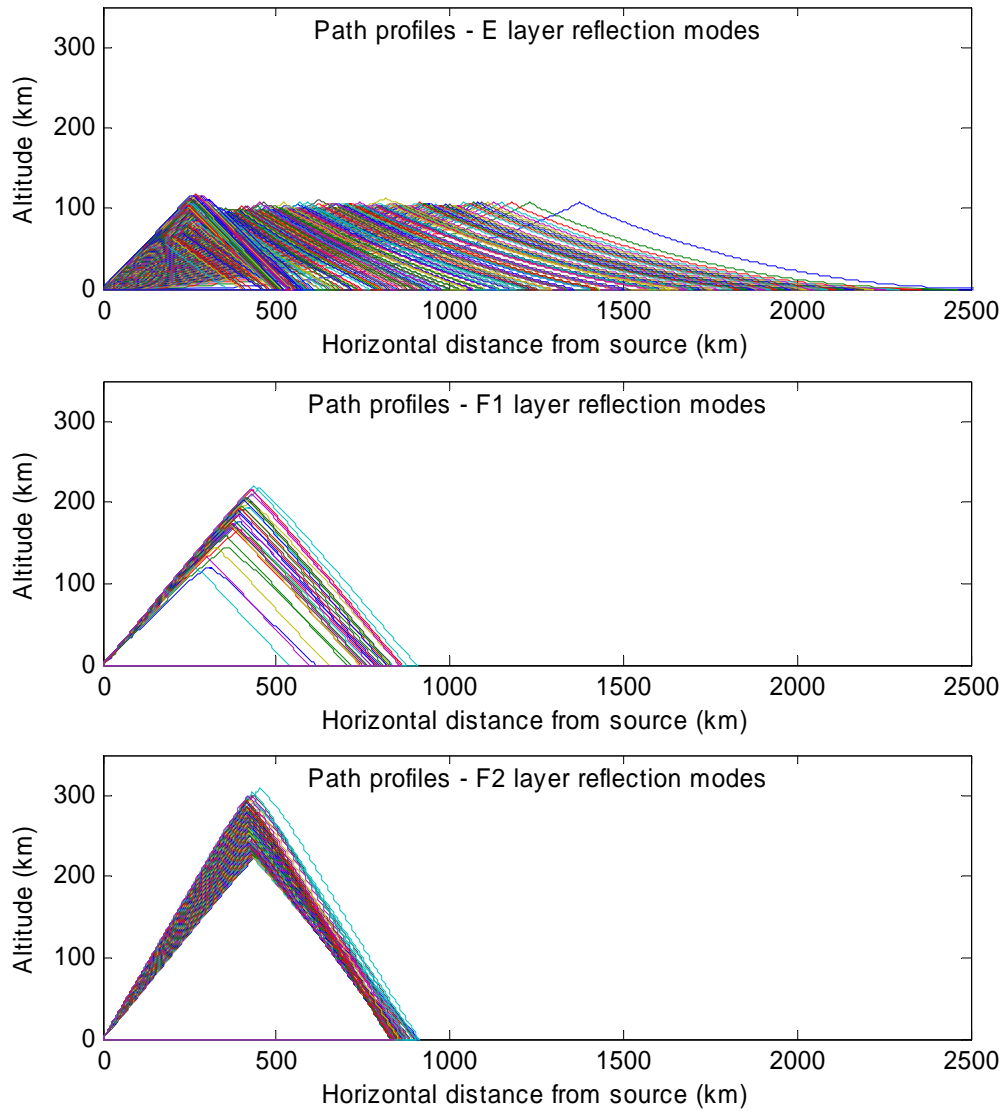 Path profiles - E layer reflection modes
300
200
100
0
Altitude (km)
0 500 1000 1500 2000 2500
Horizontal distance from source (km)
Path profiles - F1 layer reflection modes
300
200
100
0
Altitude (km)
0 500 1000 1500 2000 2500
Horizontal distance from source (km)
Path profiles - F2 layer reflection modes
300
200
100
0
Altitude (km)
0 500 1000 1500 2000 2500
Horizontal distance from source (km)